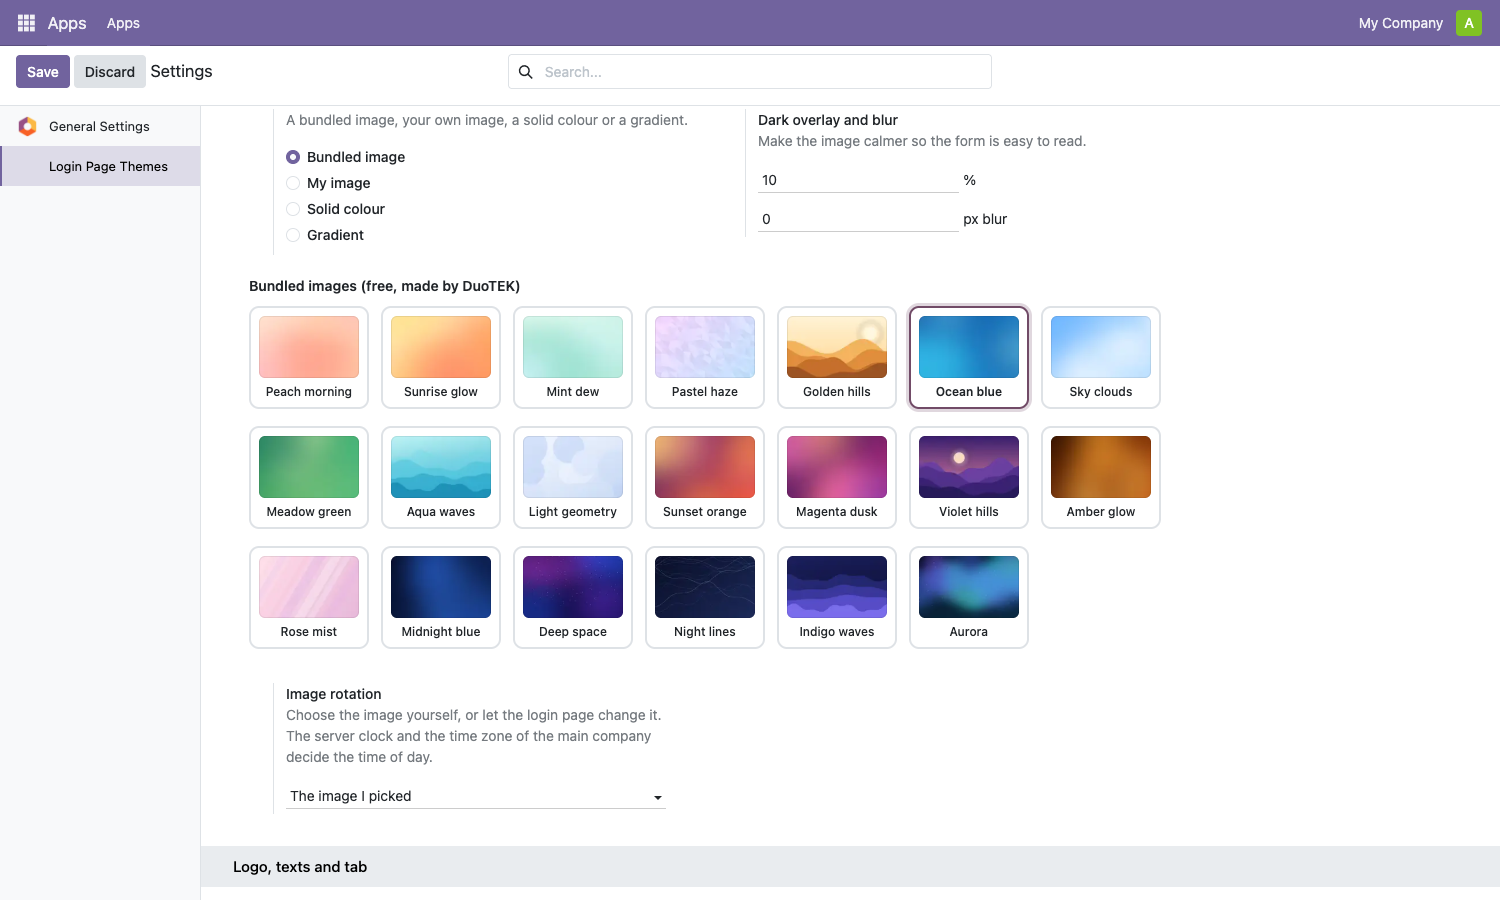 Apps
Apps
My Company
A
Save
Discard
Settings
Search...
General Settings
Login Page Themes
A bundled image, your own image, a solid colour or a gradient.
Bundled image
My image
Solid colour
Gradient
Dark overlay and blur
Make the image calmer so the form is easy to read.
10
%
0
px blur
Bundled images (free, made by DuoTEK)
Peach morning
Sunrise glow
Mint dew
Pastel haze
Golden hills
Ocean blue
Sky clouds
Meadow green
Aqua waves
Light geometry
Sunset orange
Magenta dusk
Violet hills
Amber glow
Rose mist
Midnight blue
Deep space
Night lines
Indigo waves
Aurora
Image rotation
Choose the image yourself, or let the login page change it.
The server clock and the time zone of the main company
decide the time of day.
The image I picked
Logo, texts and tab